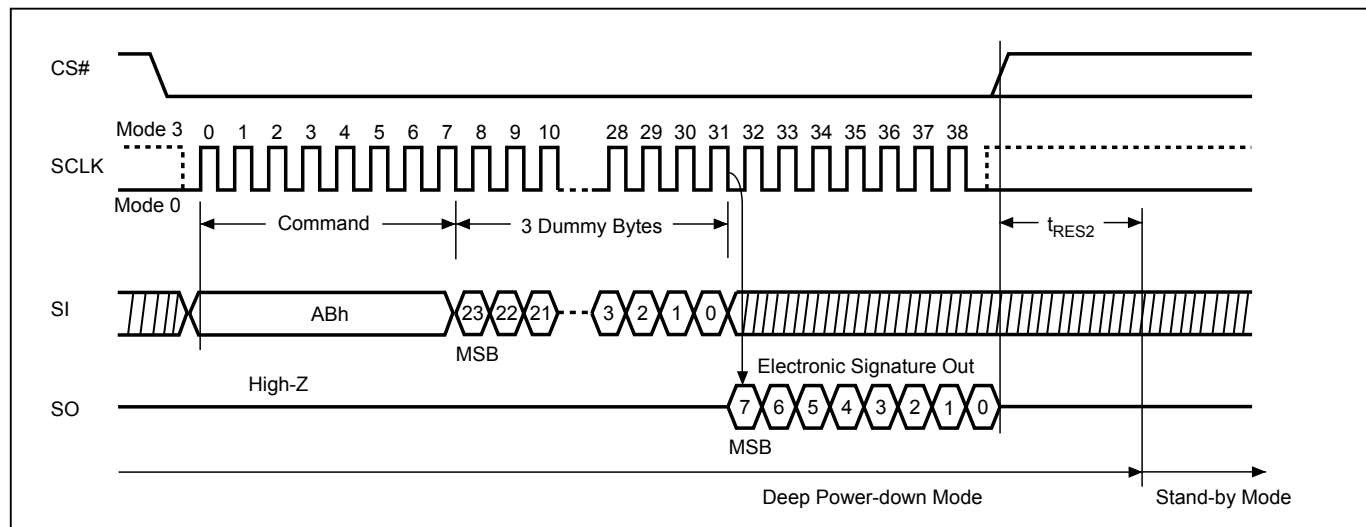 CS#
Mode 3
0 1 2 3 4 5 6 7 8 9 10 28 29 30 31 32 33 34 35 36 37 38
SCLK
Mode 0
Command
3 Dummy Bytes
tRES2
SI
ABh
23 22 21 3 2 1 0
MSB
Electronic Signature Out
High-Z
SO
7 6 5 4 3 2 1 0
MSB
Deep Power-down Mode
Stand-by Mode